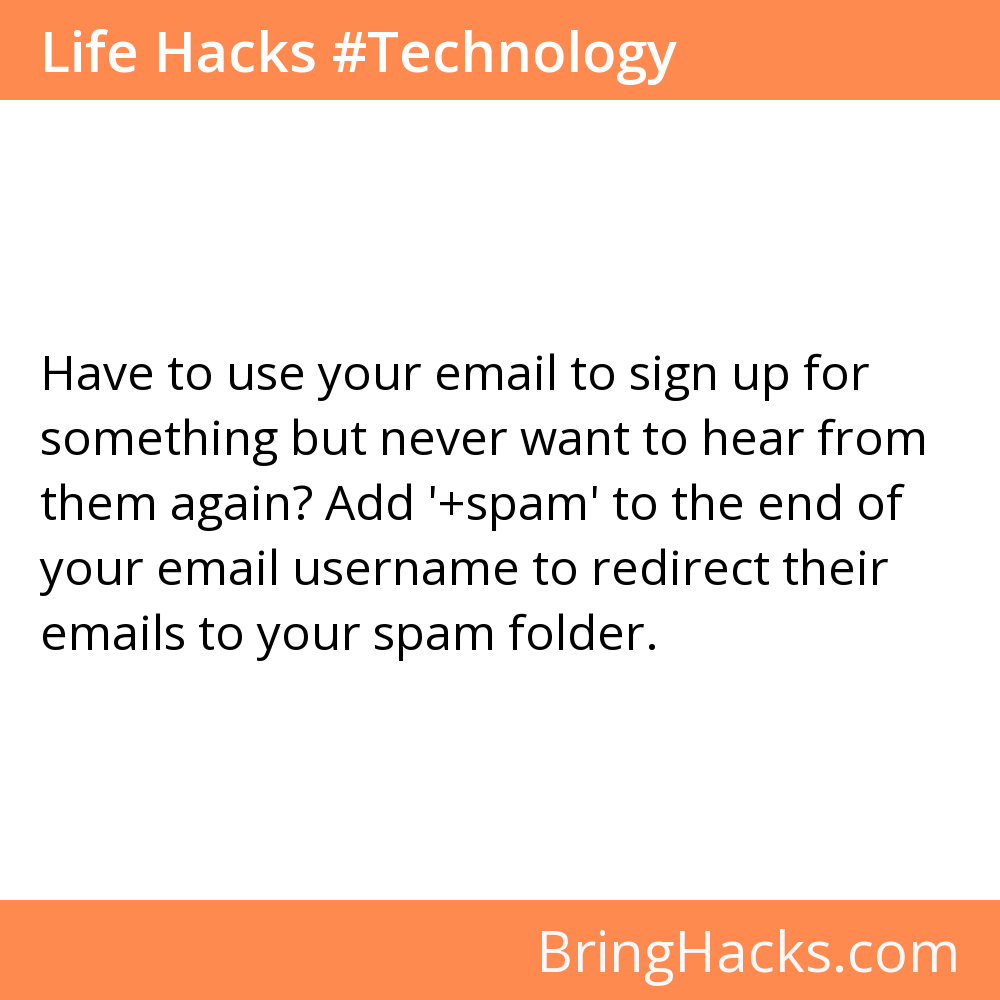 Life Hacks #Technology
Have to use your email to sign up for
something but never want to hear from
them again? Add '+spam' to the end of
your email username to redirect their
emails to your spam folder.
BringHacks.com